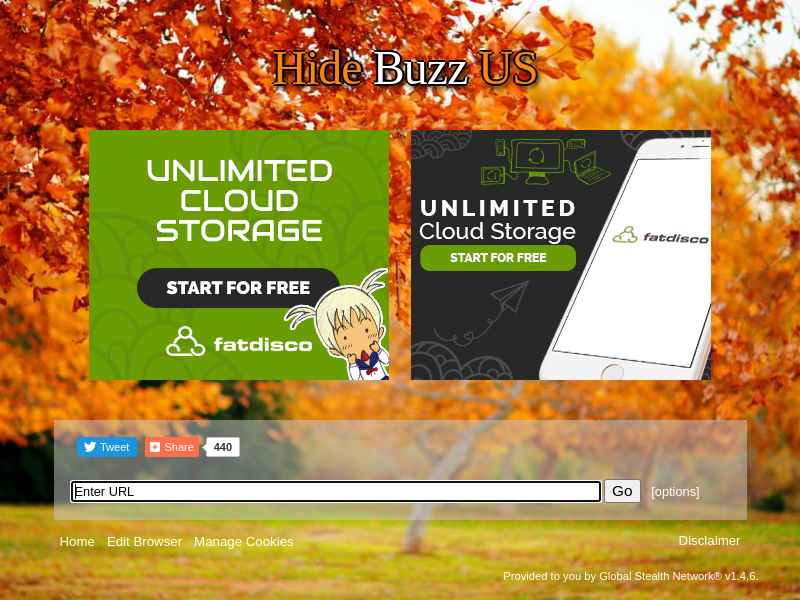 Hide Buzz US
UNLIMITED
CLOUD
STORAGE
START FOR FREE
fatdisco
UNLIMITED
Cloud Storage
START FOR FREE
fatdisco
Tweet
Share
440
Enter URL
Go
[options]
Home
Edit Browser
Manage Cookies
Disclaimer
Provided to you by Global Stealth Network® v1.4.6.